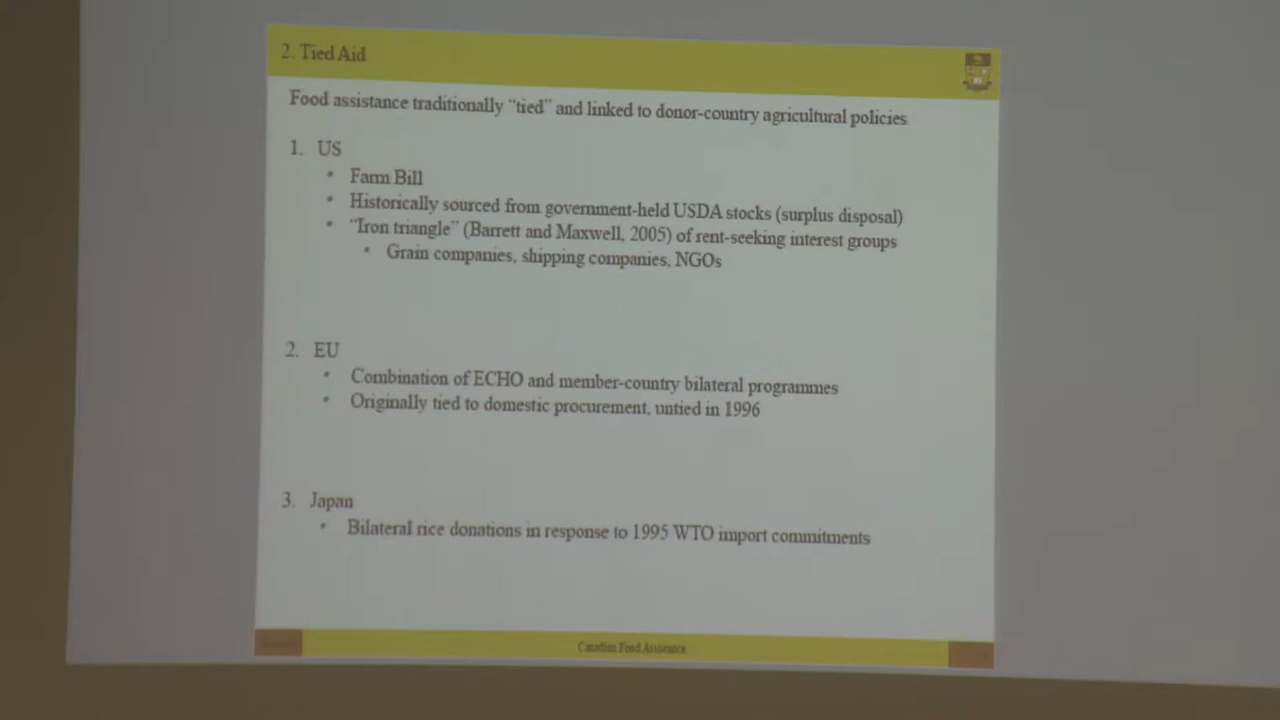 2. Tied Aid
Food assistance traditionally “tied” and linked to donor-country agricultural policies
1. US
• Farm Bill
• Historically sourced from government-held USDA stocks (surplus disposal)
• “Iron triangle” (Barrett and Maxwell, 2005) of rent-seeking interest groups
• Grain companies, shipping companies, NGOs
2. EU
• Combination of ECHO and member-country bilateral programmes
• Originally tied to domestic procurement, untied in 1996
3. Japan
• Bilateral rice donations in response to 1995 WTO import commitments
Canadian Food Assistance